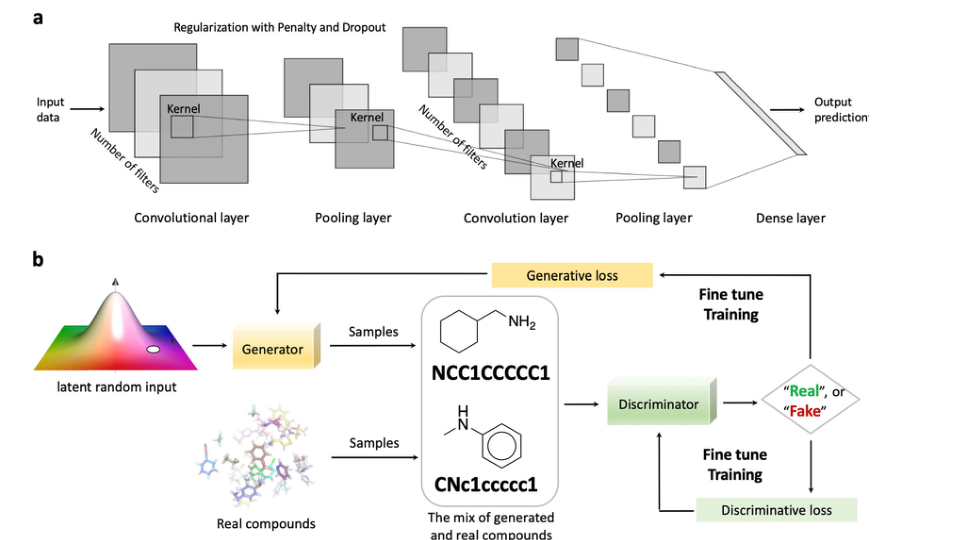 a
Regularization with Penalty and Dropout
Input
data
Kernel
Number of filters
Kernel
Number of filters
Kernel
Output
prediction
Convolutional layer
Pooling layer
Convolution layer
Pooling layer
Dense layer
b
Generative loss
Fine tune
Training
latent random input
Generator
Samples
NH2
NCC1CCCCC1
H
N
CNc1ccccc1
Samples
Real compounds
The mix of generated
and real compounds
Discriminator
“Real”, or
“Fake”
Fine tune
Training
Discriminative loss